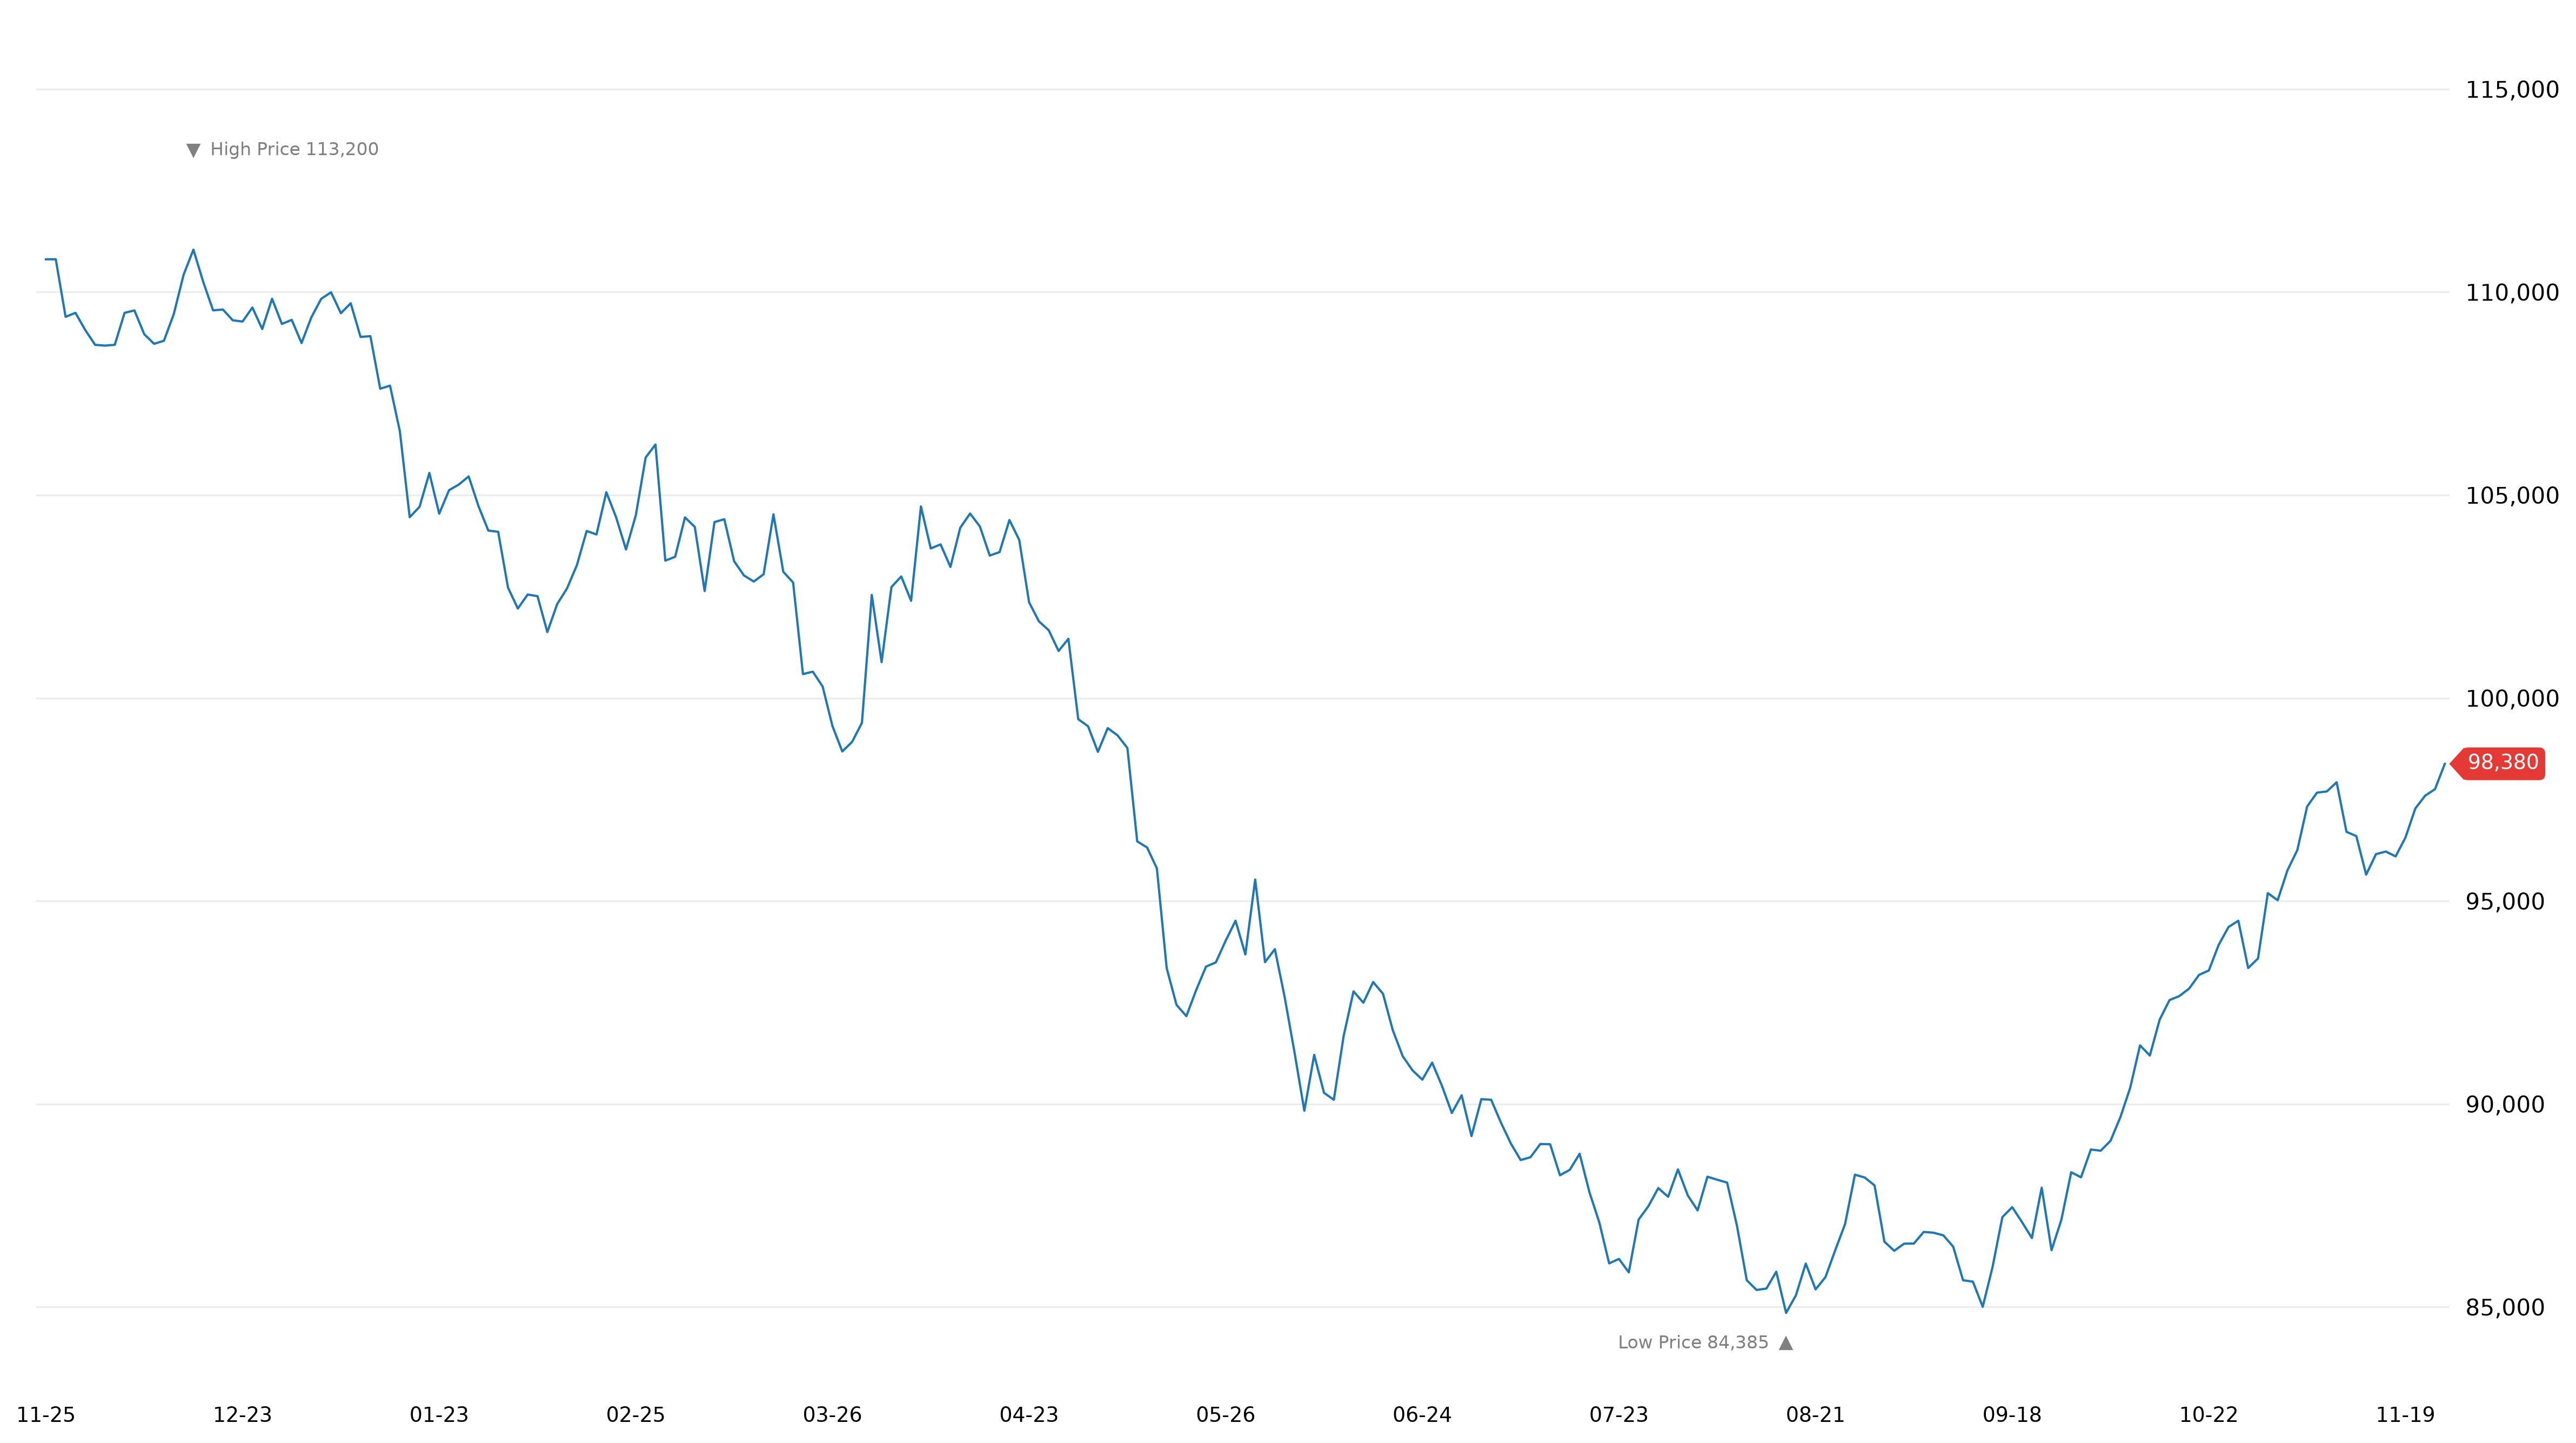 115,000
▼ High Price 113,200
110,000
105,000
100,000
98,380
95,000
90,000
85,000
Low Price 84,385 ▲
11-25 12-23 01-23 02-25 03-26 04-23 05-26 06-24 07-23 08-21 09-18 10-22 11-19